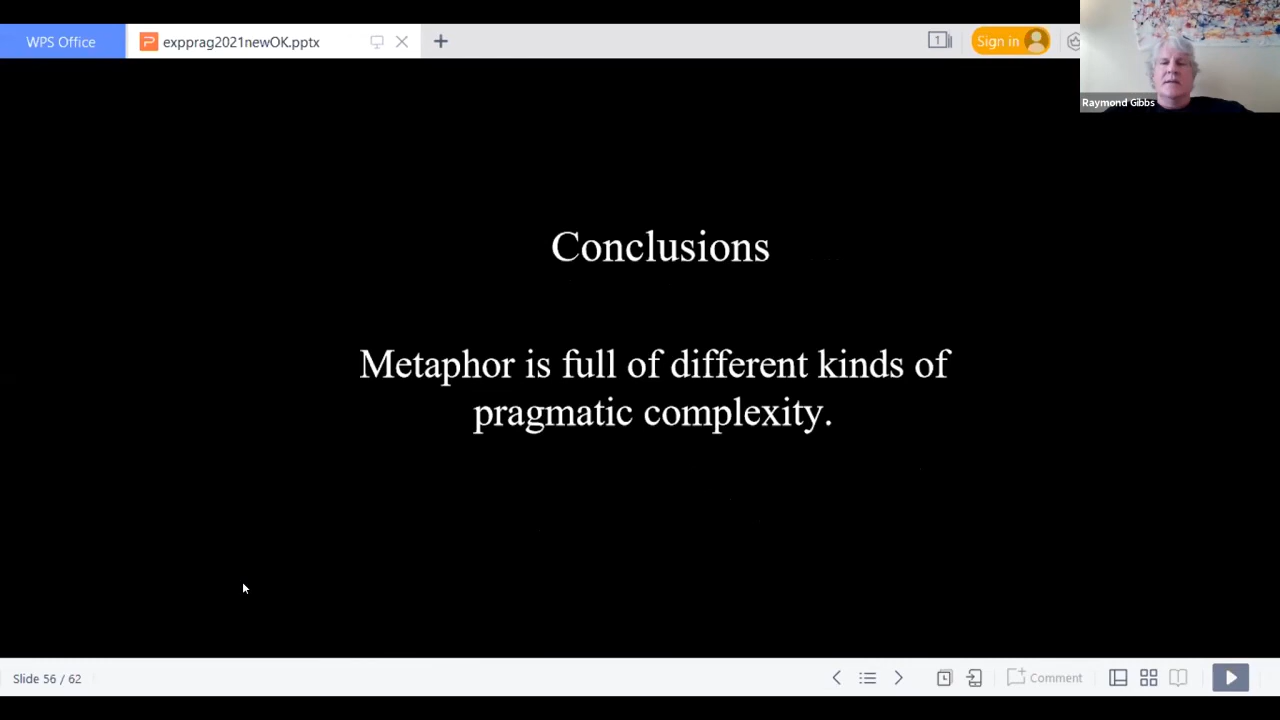 WPS Office
expprag2021newOK.pptx
1
Sign in
Raymond Gibbs
Conclusions
Metaphor is full of different kinds of
pragmatic complexity.
Slide 56 / 62
Comment